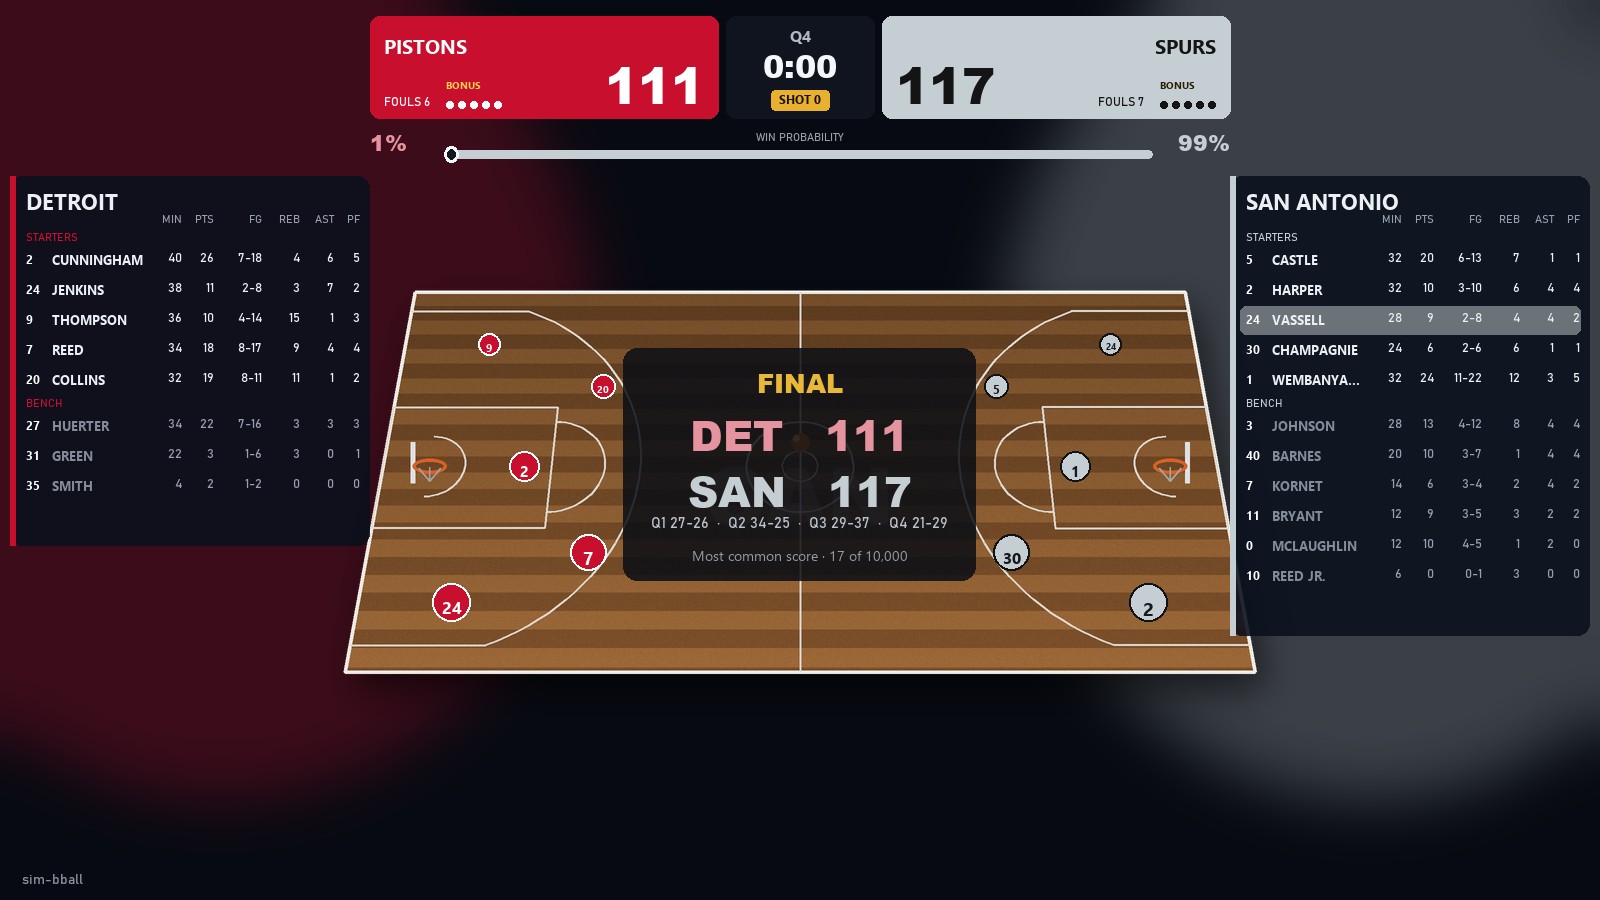 PISTONS
FOULS 6
BONUS
111
Q4
0:00
SHOT 0
SPURS
117
FOULS 7
BONUS
1%
WIN PROBABILITY
99%
DETROIT
MIN PTS FG REB AST PF
STARTERS
2 CUNNINGHAM 40 26 7-18 4 6 5
24 JENKINS 38 11 2-8 3 7 2
9 THOMPSON 36 10 4-14 15 1 3
7 REED 34 18 8-17 9 4 4
20 COLLINS 32 19 8-11 11 1 2
BENCH
27 HUERTER 34 22 7-16 3 3 3
31 GREEN 22 3 1-6 3 0 1
35 SMITH 4 2 1-2 0 0 0
SAN ANTONIO
MIN PTS FG REB AST PF
STARTERS
5 CASTLE 32 20 6-13 7 1 1
2 HARPER 32 10 3-10 6 4 4
24 VASSELL 28 9 2-8 4 4 2
30 CHAMPAGNIE 24 6 2-6 6 1 1
1 WEMBANYA... 32 24 11-22 12 3 5
BENCH
3 JOHNSON 28 13 4-12 8 4 4
40 BARNES 20 10 3-7 1 4 4
7 KORNET 14 6 3-4 2 4 2
11 BRYANT 12 9 3-5 3 2 2
0 MCLAUGHLIN 12 10 4-5 1 2 0
10 REED JR. 6 0 0-1 3 0 0
9
20
2
7
24
24
5
1
30
2
FINAL
DET 111
SAN 117
Q1 27-26 · Q2 34-25 · Q3 29-37 · Q4 21-29
Most common score · 17 of 10,000
sim-bball